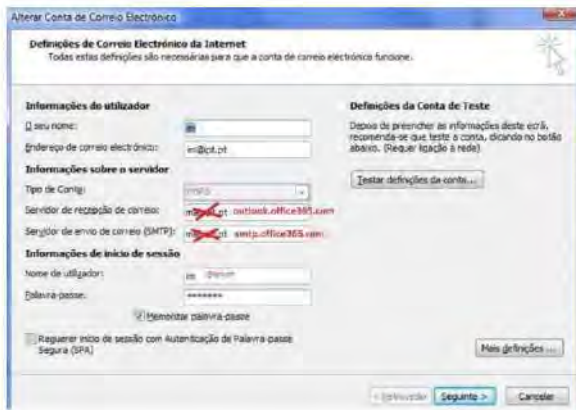 Alterar Conta de Correio Electrónico
Definições de Correio Electrónico da Internet
Todas estas definições são necessárias para que a conta de correio electrónico funcione.
Informações do utilizador
O seu nome:
Endereço de correio electrónico:
Informações sobre o servidor
Tipo de Conta:
Servidor de recepção de correio: outlook.office365.com
Servidor de envio de correio (SMTP): smtp.office365.com
Informações de início de sessão
Nome de utilizador:
Palavra-passe: *******
Memorizar palavra-passe
Requerer início de sessão com Autenticação de Palavra-passe
Segura (SPA)
Definições da Conta de Teste
Depois de preencher as informações deste ecrã,
recomenda-se que teste a conta, clicando no botão
abaixo. (Requer ligação à rede)
Testar definições da conta...
Mais definições ...
Seguinte > Cancelar